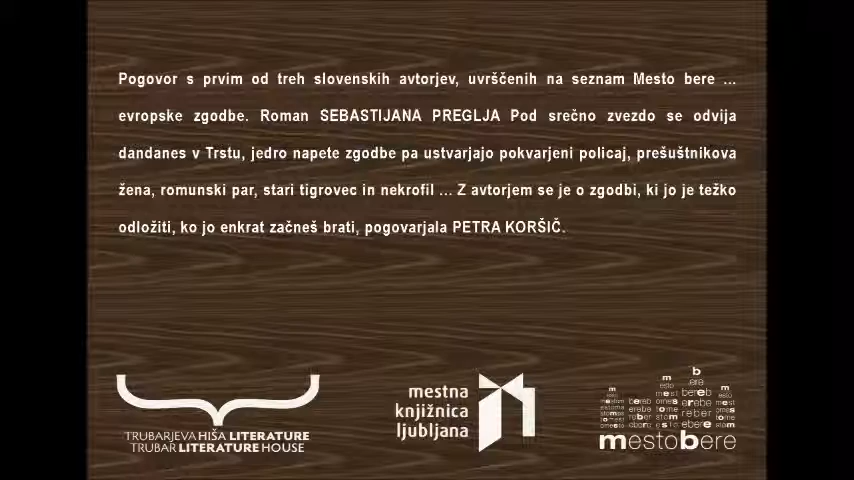 Pogovor s prvim od treh slovenskih avtorjev, uvrščenih na seznam Mesto bere ...
evropske zgodbe. Roman SEBASTIJANA PREGLJA Pod srečno zvezdo se odvija
dandanes v Trstu, jedro napete zgodbe pa ustvarjajo pokvarjeni policaj, prešuštnikova
žena, romunski par, stari tigrovec in nekrofil ... Z avtorjem se je o zgodbi, ki jo je težko
odložiti, ko jo enkrat začneš brati, pogovarjala PETRA KORŠIČ.
TRUBARJEVA HIŠA LITERATURE
TRUBAR LITERATURE HOUSE
mestna
knjižnica
ljubljana
mestobere